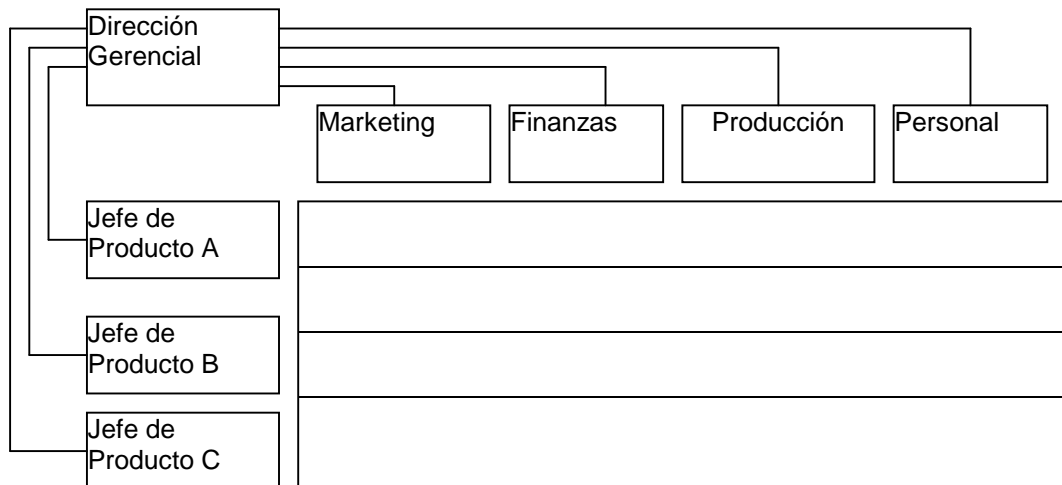 Dirección
Gerencial
Marketing
Finanzas
Producción
Personal
Jefe de
Producto A
Jefe de
Producto B
Jefe de
Producto C